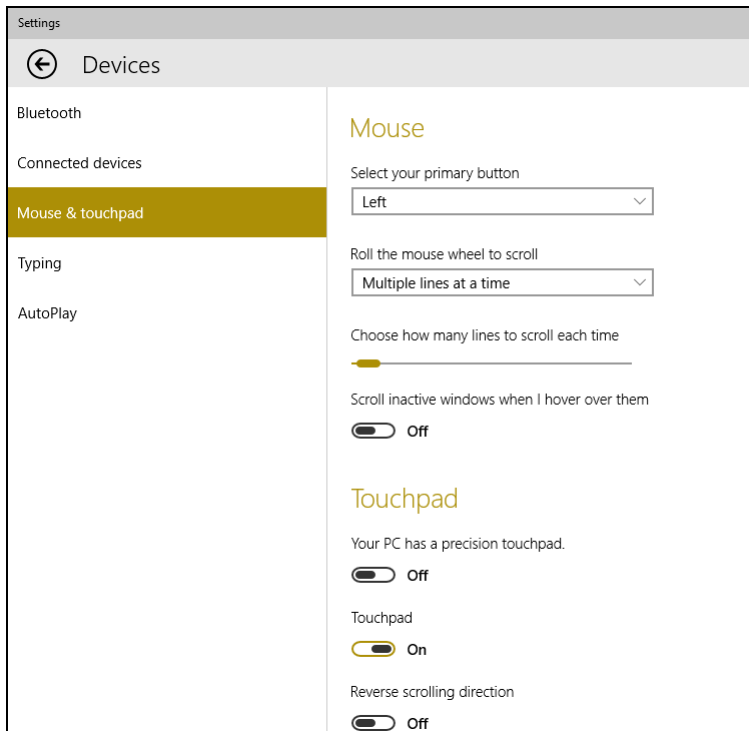 Settings
Devices
Bluetooth
Connected devices
Mouse & touchpad
Typing
AutoPlay
Mouse
Select your primary button
Left
Roll the mouse wheel to scroll
Multiple lines at a time
Choose how many lines to scroll each time
Scroll inactive windows when I hover over them
Off
Touchpad
Your PC has a precision touchpad.
Off
Touchpad
On
Reverse scrolling direction
Off